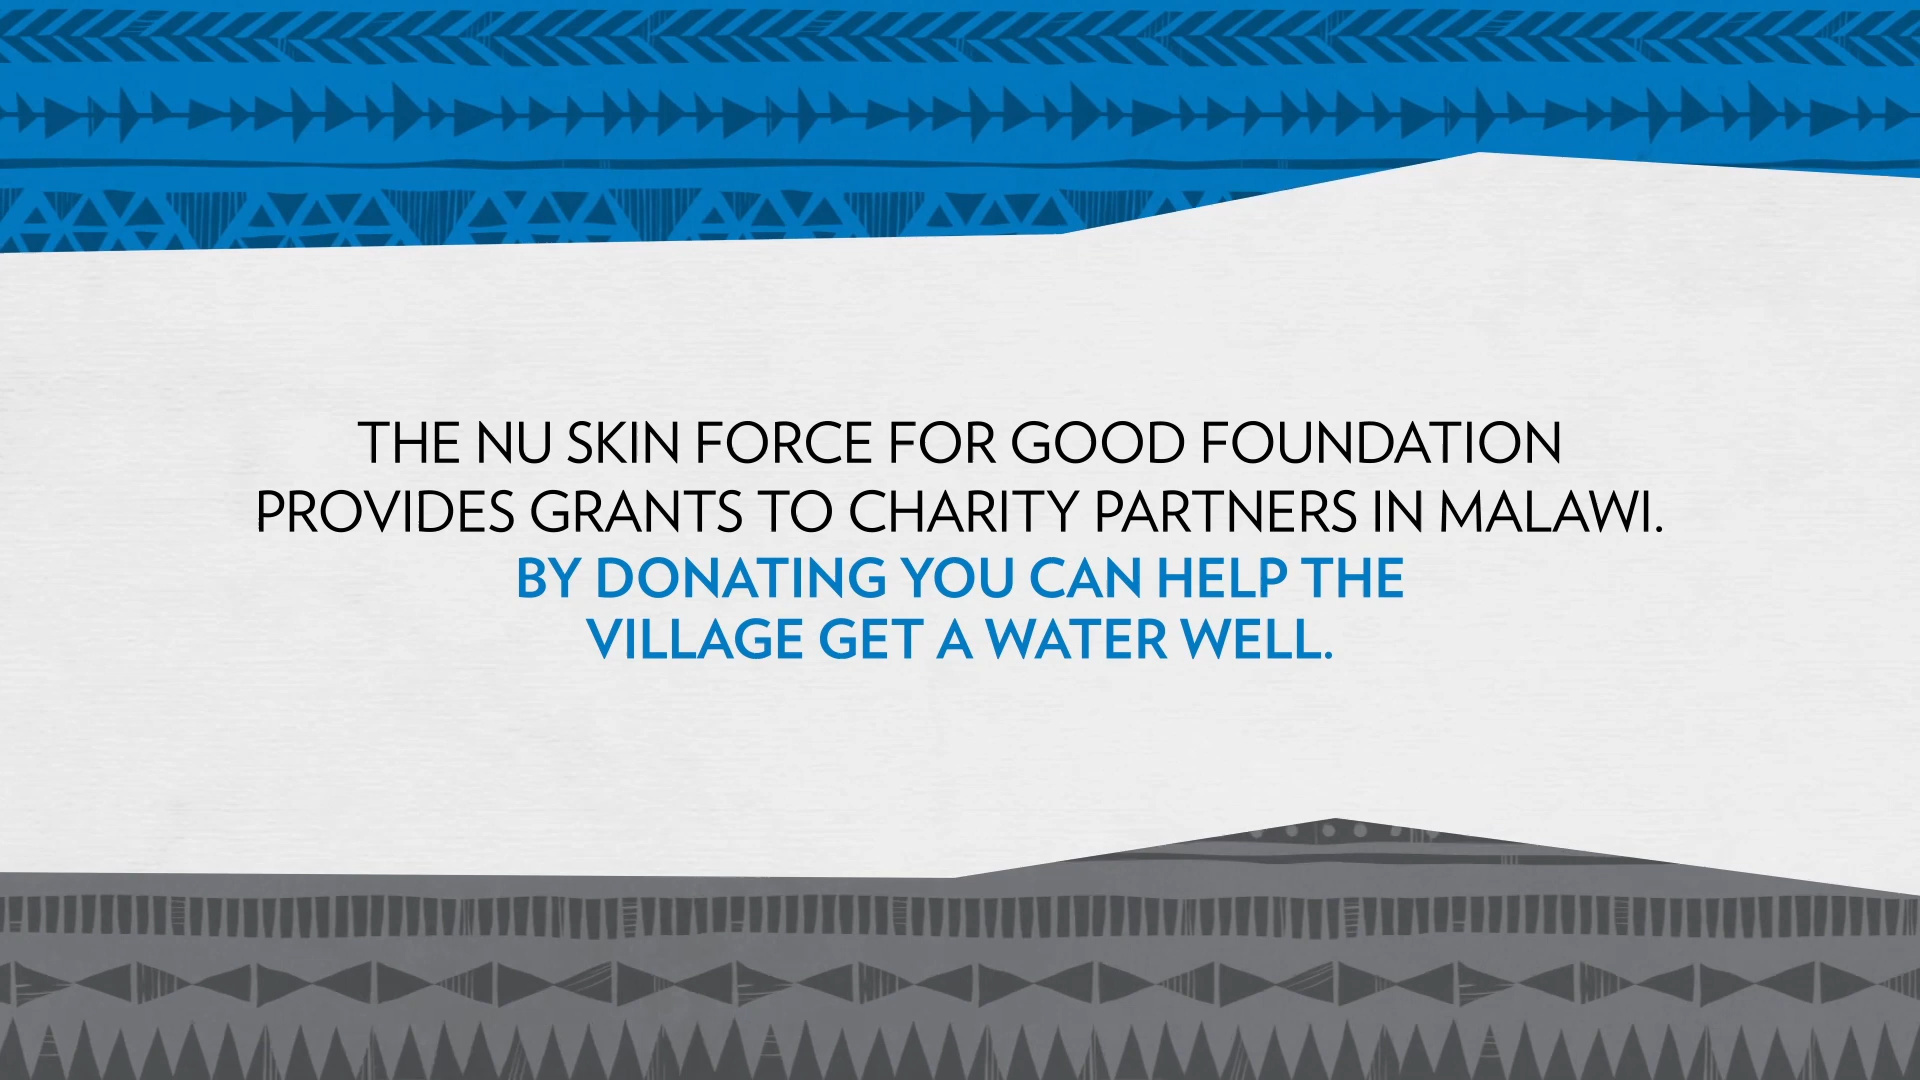 THE NU SKIN FORCE FOR GOOD FOUNDATION
PROVIDES GRANTS TO CHARITY PARTNERS IN MALAWI.
BY DONATING YOU CAN HELP THE
VILLAGE GET A WATER WELL.